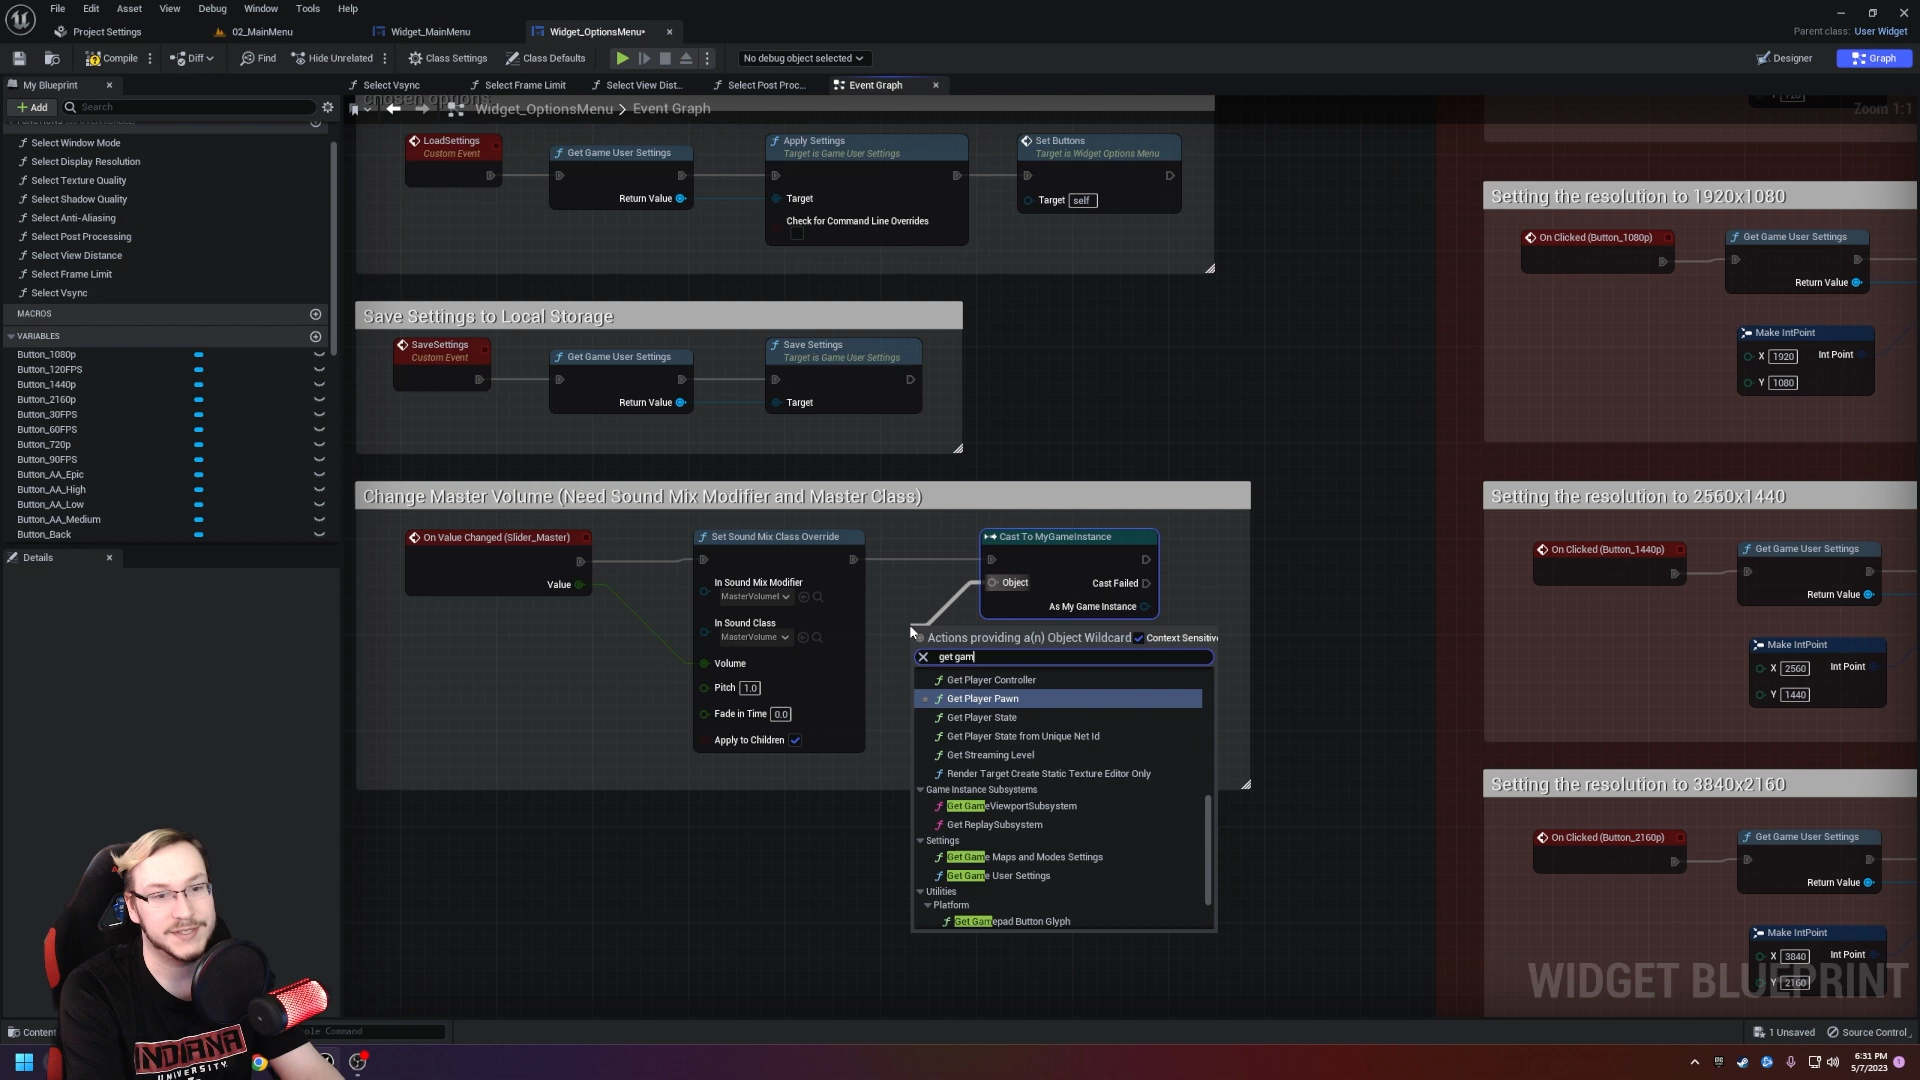 File Edit Asset View Debug Window Tools Help
Project Settings 02_MainMenu Widget_MainMenu Widget_OptionsMenu•
Parent class: User Widget
Compile Diff Find Hide Unrelated Class Settings Class Defaults No debug object selected Designer Graph
My Blueprint Select Vsync Select Frame Limit Select View Dist... Select Post Proc... Event Graph
Add Search
Widget_OptionsMenu > Event Graph
Zoom 1:1
chosen options
Select Window Mode
Select Display Resolution
Select Texture Quality
Select Shadow Quality
Select Anti-Aliasing
Select Post Processing
Select View Distance
Select Frame Limit
Select Vsync
MACROS
VARIABLES
Button_1080p
Button_120FPS
Button_1440p
Button_2160p
Button_30FPS
Button_60FPS
Button_720p
Button_90FPS
Button_AA_Epic
Button_AA_High
Button_AA_Low
Button_AA_Medium
Button_Back
Details
LoadSettings
Custom Event
Get Game User Settings
Return Value
Apply Settings
Target is Game User Settings
Target
Check for Command Line Overrides
Set Buttons
Target is Widget Options Menu
Target self
Save Settings to Local Storage
SaveSettings
Custom Event
Get Game User Settings
Return Value
Save Settings
Target is Game User Settings
Target
Change Master Volume (Need Sound Mix Modifier and Master Class)
On Value Changed (Slider_Master)
Value
Set Sound Mix Class Override
In Sound Mix Modifier
MasterVolumeI
In Sound Class
MasterVolume
Volume
Pitch 1.0
Fade in Time 0.0
Apply to Children
Cast To MyGameInstance
Object Cast Failed
As My Game Instance
Actions providing a(n) Object Wildcard Context Sensitive
get gam
Get Player Controller
Get Player Pawn
Get Player State
Get Player State from Unique Net Id
Get Streaming Level
Render Target Create Static Texture Editor Only
Game Instance Subsystems
Get GameViewportSubsystem
Get ReplaySubsystem
Settings
Get Game Maps and Modes Settings
Get Game User Settings
Utilities
Platform
Get Gamepad Button Glyph
Setting the resolution to 1920x1080
On Clicked (Button_1080p)
Get Game User Settings
Return Value
Make IntPoint
X 1920 Int Point
Y 1080
Setting the resolution to 2560x1440
On Clicked (Button_1440p)
Get Game User Settings
Return Value
Make IntPoint
X 2560 Int Point
Y 1440
Setting the resolution to 3840x2160
On Clicked (Button_2160p)
Get Game User Settings
Return Value
Make IntPoint
X 3840 Int Point
Y 2160
WIDGET BLUEPRINT
INDIANA
UNIVERSITY
1 Unsaved Source Control
6:31 PM
5/7/2023